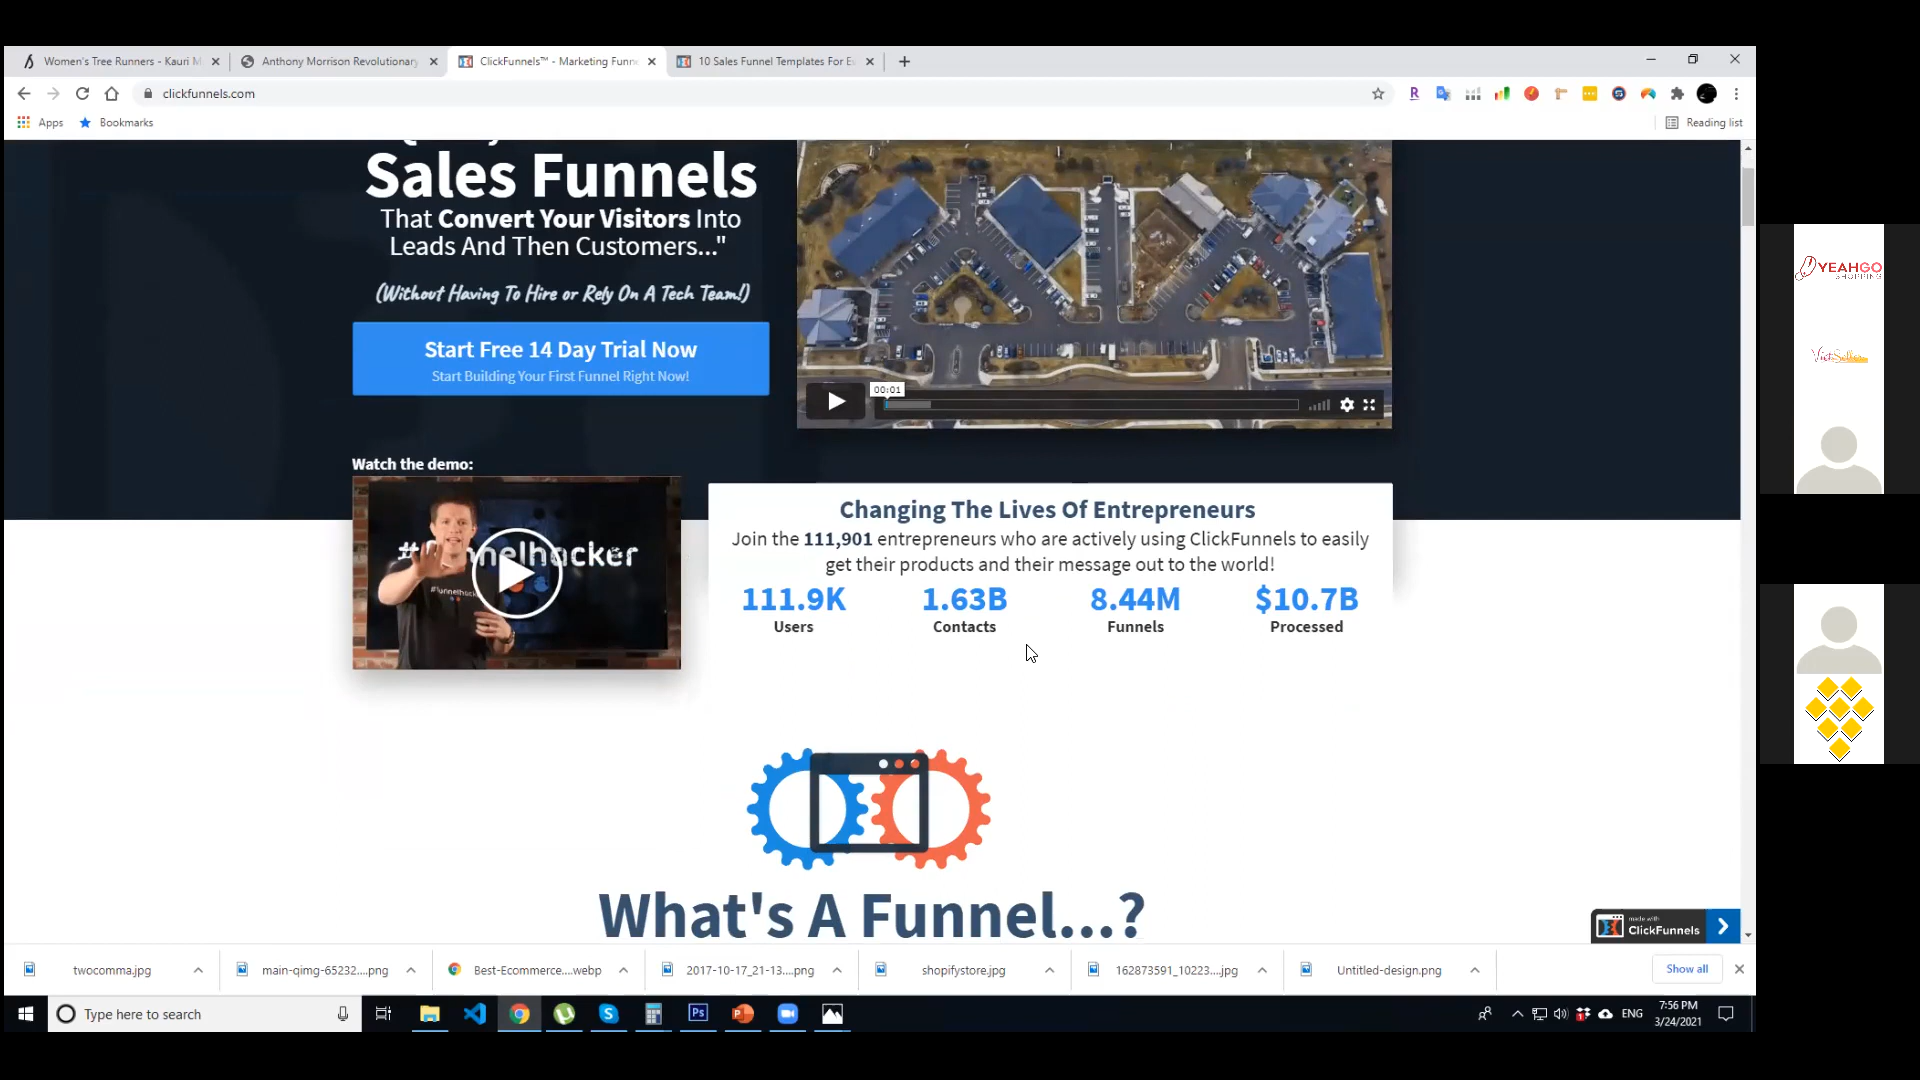 Women's Tree Runners - Kauri M
Anthony Morrison Revolutionary
ClickFunnels™ - Marketing Funne
10 Sales Funnel Templates For E
clickfunnels.com
Apps
Bookmarks
Reading list
Sales Funnels
That Convert Your Visitors Into
Leads And Then Customers..."
(Without Having To Hire or Rely On A Tech Team!)
Start Free 14 Day Trial Now
Start Building Your First Funnel Right Now!
00:01
Watch the demo:
Changing The Lives Of Entrepreneurs
Join the 111,901 entrepreneurs who are actively using ClickFunnels to easily
get their products and their message out to the world!
111.9K
Users
1.63B
Contacts
8.44M
Funnels
$10.7B
Processed
What's A Funnel...?
made with
ClickFunnels
YEAHGO
SHOPPING
twocomma.jpg
main-qimg-65232....png
Best-Ecommerce....webp
2017-10-17_21-13....png
shopifystore.jpg
162873591_10223....jpg
Untitled-design.png
Show all
Type here to search
Ps
ENG
7:56 PM
3/24/2021